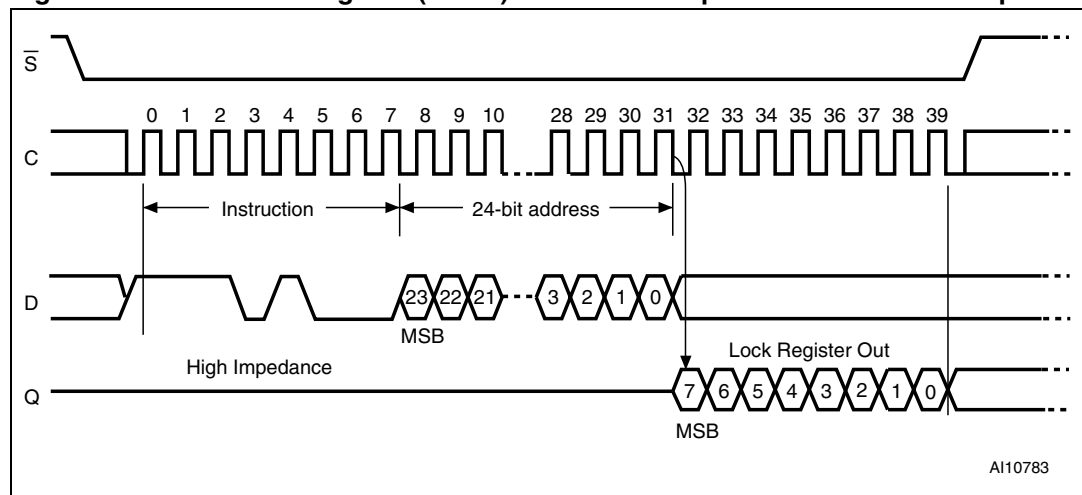 S
0 1 2 3 4 5 6 7 8 9 10 28 29 30 31 32 33 34 35 36 37 38 39
C
Instruction 24-bit address
D
23 22 21 3 2 1 0
MSB
High Impedance Lock Register Out
Q
7 6 5 4 3 2 1 0
MSB
AI10783